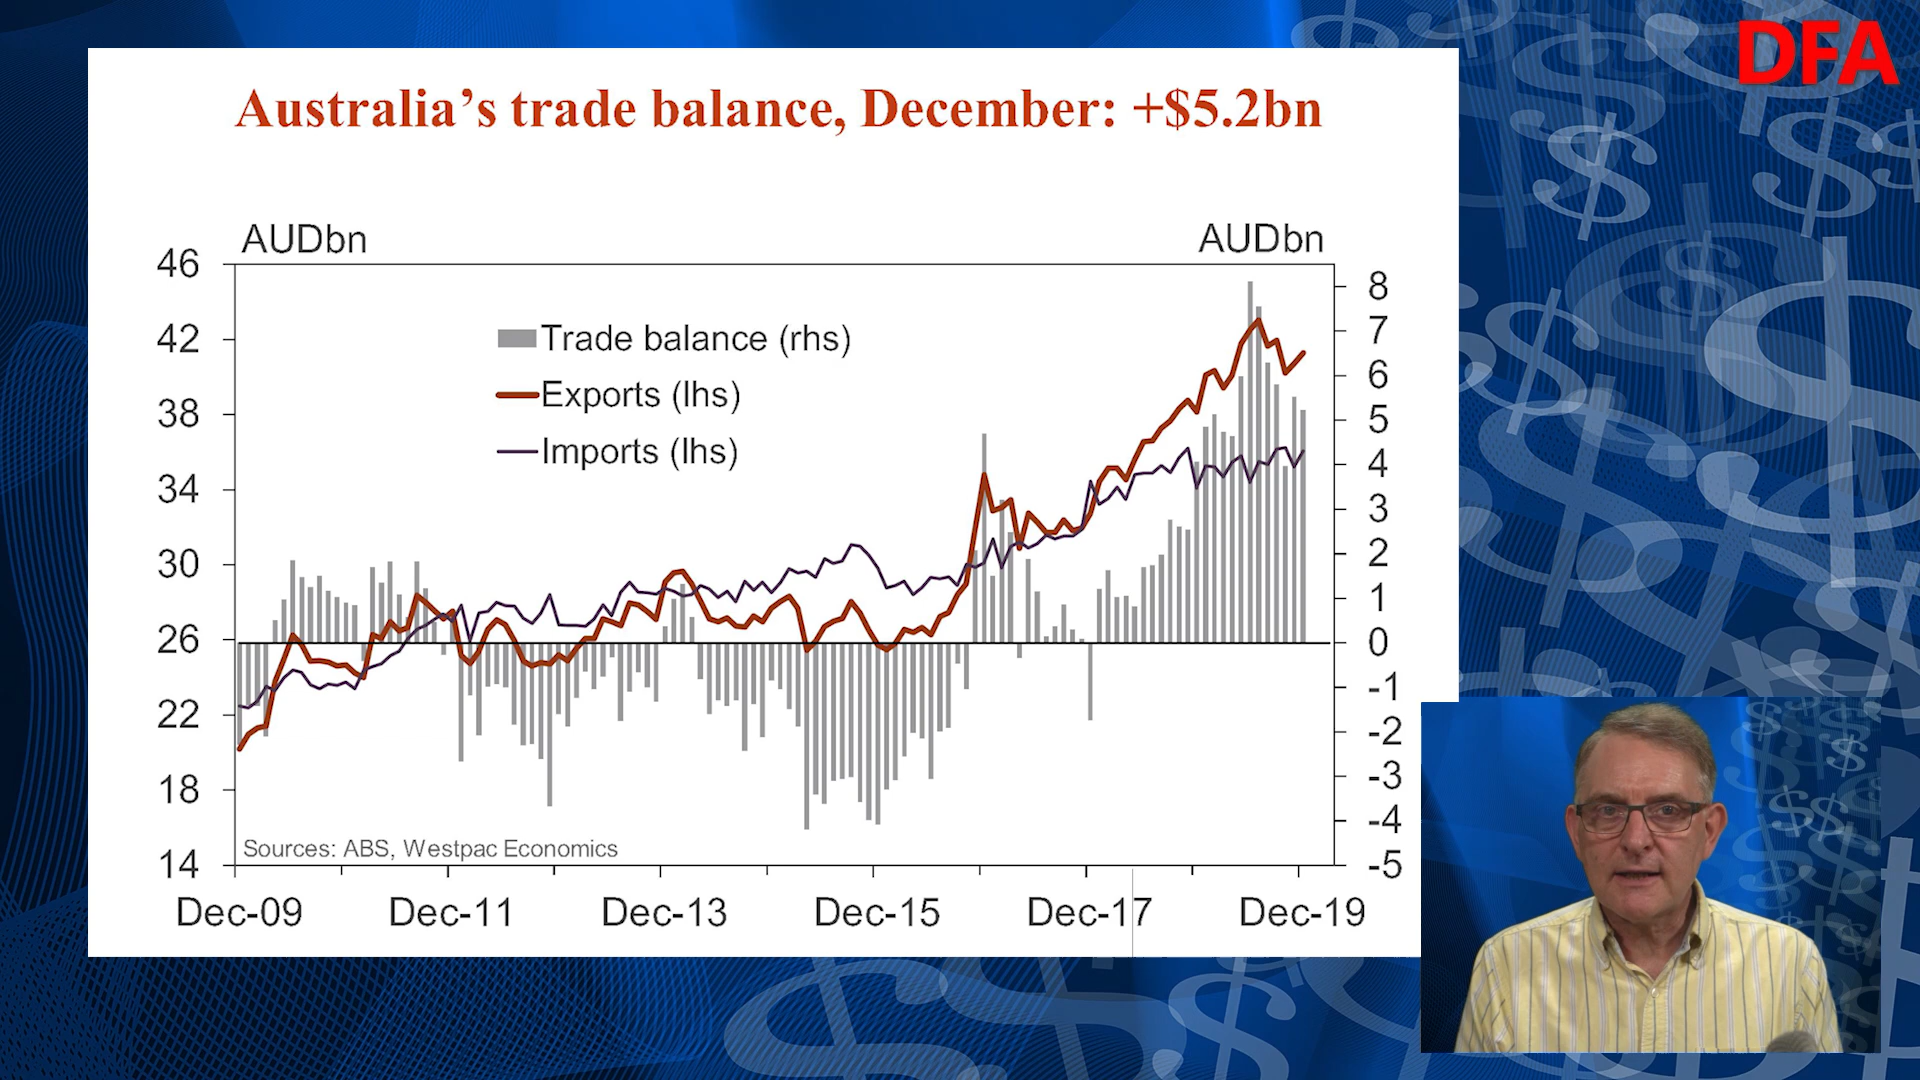 DFA
Australia's trade balance, December: +$5.2bn
AUDbn
AUDbn
46
42
38
34
30
26
22
18
14
8
7
6
5
4
3
2
1
0
-1
-2
-3
-4
-5
Trade balance (rhs)
Exports (lhs)
Imports (lhs)
Sources: ABS, Westpac Economics
Dec-09 Dec-11 Dec-13 Dec-15 Dec-17 Dec-19